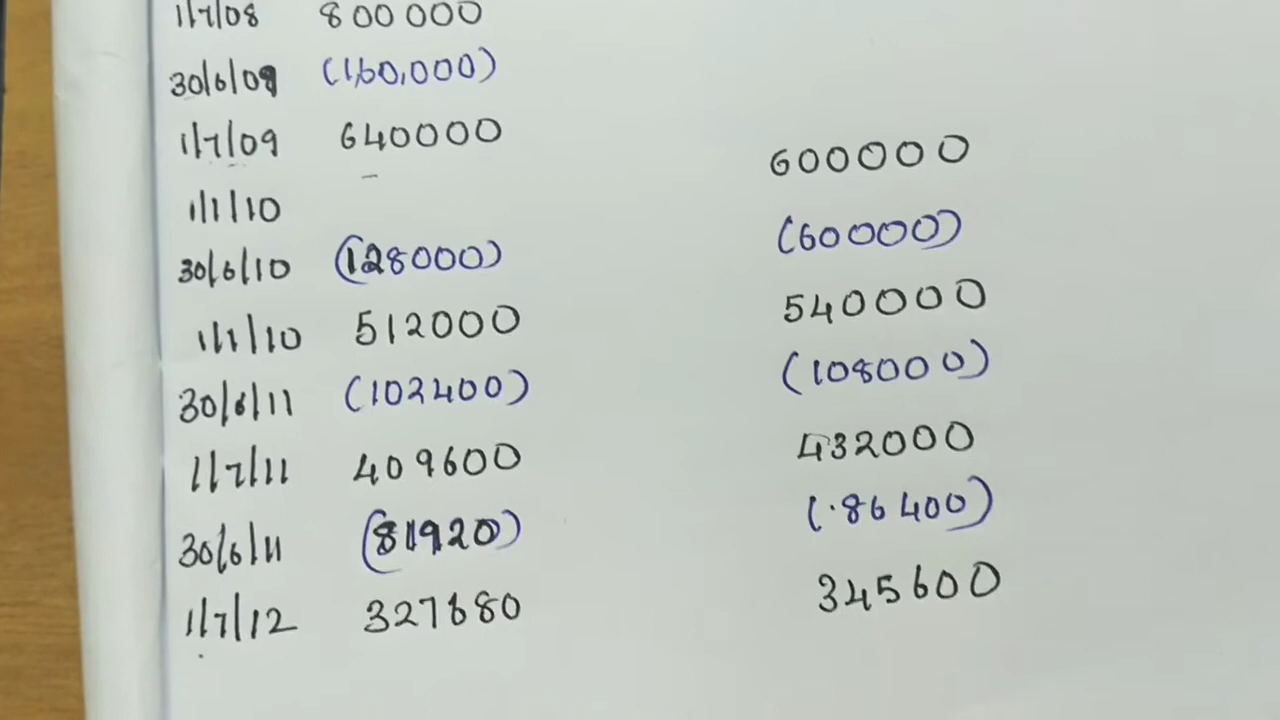 1/7/08 800000
30/6/09 (1,60,000)
1/7/09 640000 600000
1/1/10
30/6/10 (128000) (60000)
1/1/10 512000 540000
30/6/11 (102400) (108000)
1/7/11 409600 432000
30/6/11 (81920) (86400)
1/7/12 327680 345600